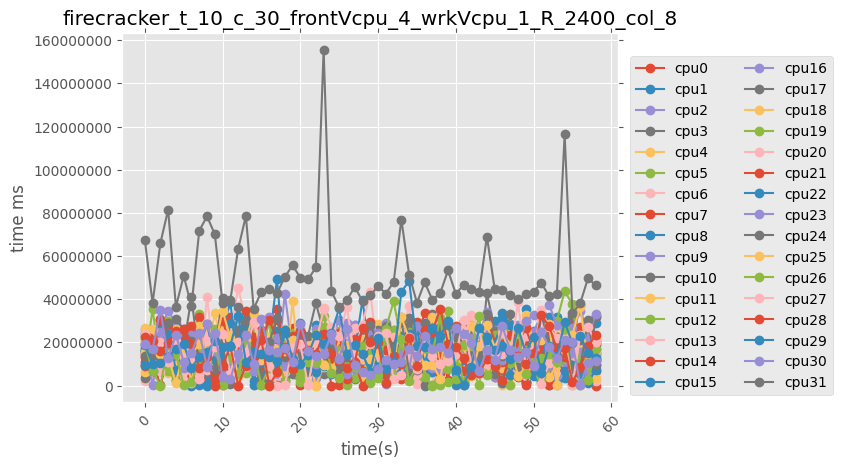 firecracker_t_10_c_30_frontVcpu_4_wrkVcpu_1_R_2400_col_8
160000000
140000000
120000000
100000000
80000000
60000000
40000000
20000000
0
time ms
0
10
20
30
40
50
60
time(s)
cpu0
cpu1
cpu2
cpu3
cpu4
cpu5
cpu6
cpu7
cpu8
cpu9
cpu10
cpu11
cpu12
cpu13
cpu14
cpu15
cpu16
cpu17
cpu18
cpu19
cpu20
cpu21
cpu22
cpu23
cpu24
cpu25
cpu26
cpu27
cpu28
cpu29
cpu30
cpu31